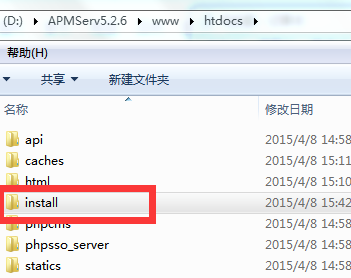 (D:) ▸ APMServ5.2.6 ▸ www ▸ htdocs ▸
帮助(H)
共享 ▼ 新建文件夹
名称 修改日期
api 2015/4/8 14:58
caches 2015/4/8 15:11
html 2015/4/8 15:10
install 2015/4/8 15:42
phpcms 2015/4/8 14:58
phpsso_server 2015/4/8 14:58
statics 2015/4/8 14:58